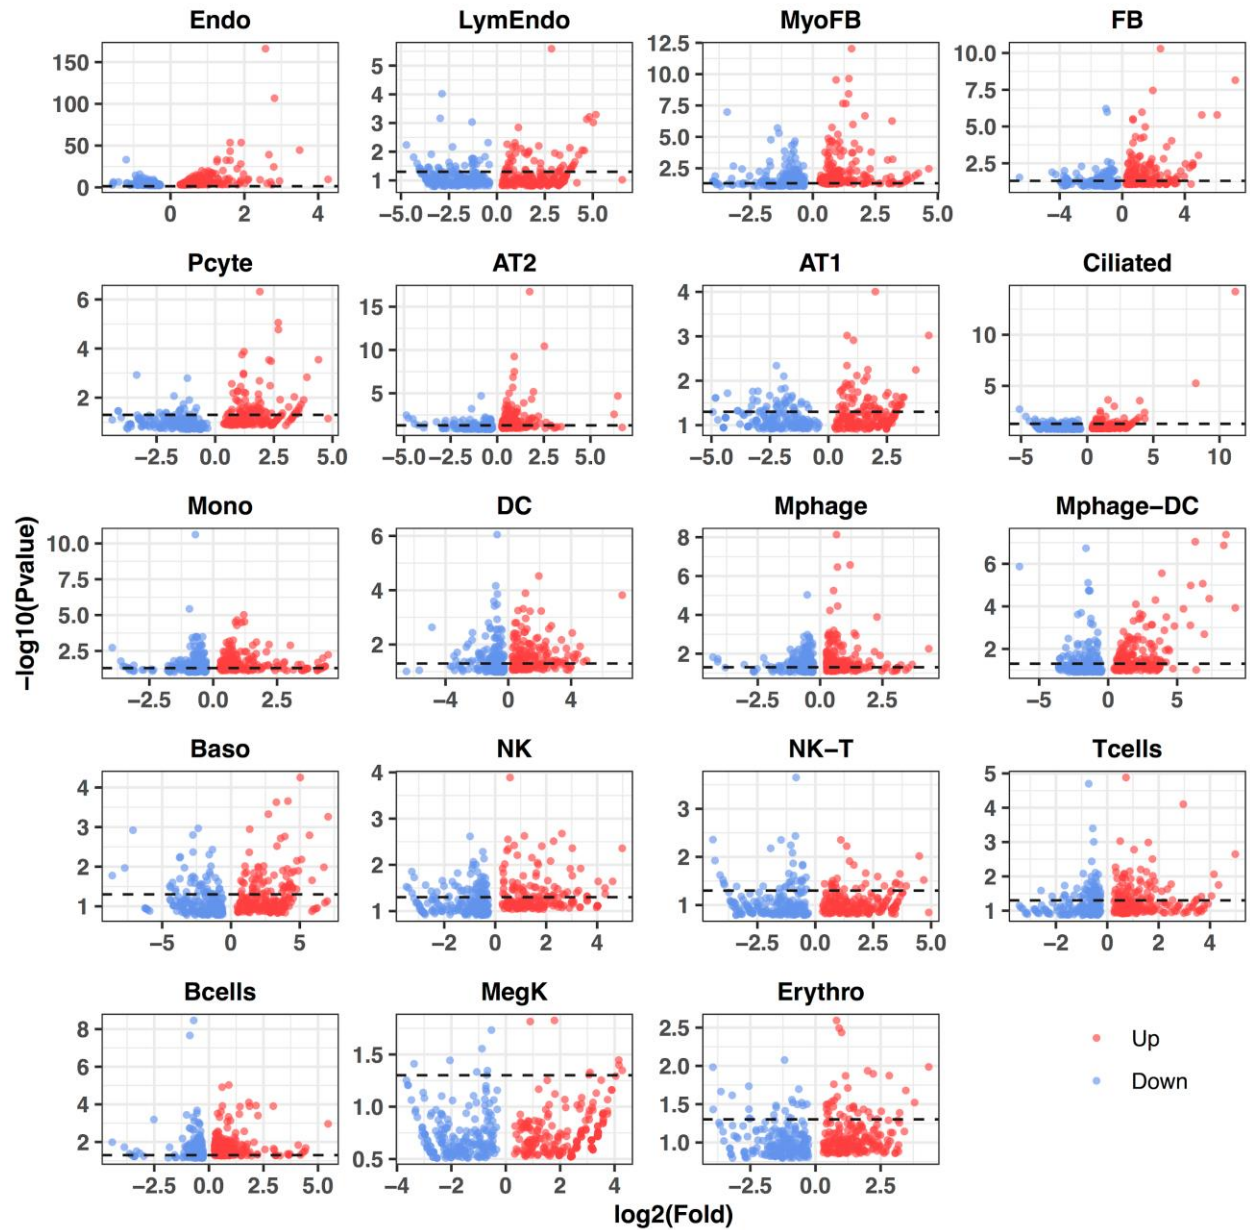 Endo LymEndo MyoFB FB
150
100
50
0
0 2 4
5
4
3
2
1
−5.0 −2.5 0.0 2.5 5.0
12.5
10.0
7.5
5.0
2.5
−2.5 0.0 2.5 5.0
10.0
7.5
5.0
2.5
−4 0 4
Pcyte AT2 AT1 Ciliated
6
4
2
−2.5 0.0 2.5 5.0
15
10
5
−5.0 −2.5 0.0 2.5 5.0
4
3
2
1
−5.0 −2.5 0.0 2.5
10
5
−5 0 5 10
−log10(Pvalue)
Mono DC Mphage Mphage−DC
10.0
7.5
5.0
2.5
−2.5 0.0 2.5
6
4
2
−4 0 4
8
6
4
2
−2.5 0.0 2.5
6
4
2
−5 0 5
Baso NK NK−T Tcells
4
3
2
1
−5 0 5
4
3
2
1
−2 0 2 4
3
2
1
−2.5 0.0 2.5 5.0
5
4
3
2
1
−2 0 2 4
Bcells MegK Erythro
8
6
4
2
−2.5 0.0 2.5 5.0
1.5
1.0
0.5
−4 −2 0 2 4
2.5
2.0
1.5
1.0
−2.5 0.0 2.5
Up
Down
log2(Fold)